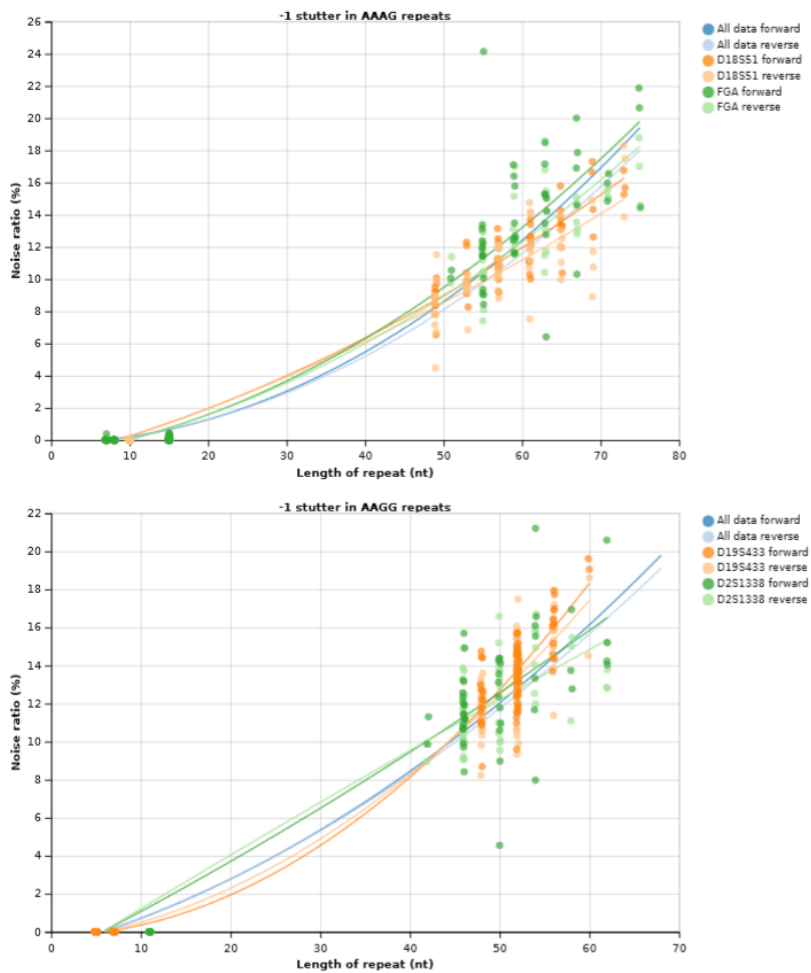 -1 stutter in AAAG repeats
26
24
22
20
18
16
14
12
10
8
6
4
2
0
Noise ratio (%)
0 10 20 30 40 50 60 70 80
Length of repeat (nt)
All data forward
All data reverse
D18S51 forward
D18S51 reverse
FGA forward
FGA reverse
-1 stutter in AAGG repeats
22
20
18
16
14
12
10
8
6
4
2
0
Noise ratio (%)
0 10 20 30 40 50 60 70
Length of repeat (nt)
All data forward
All data reverse
D19S433 forward
D19S433 reverse
D2S1338 forward
D2S1338 reverse